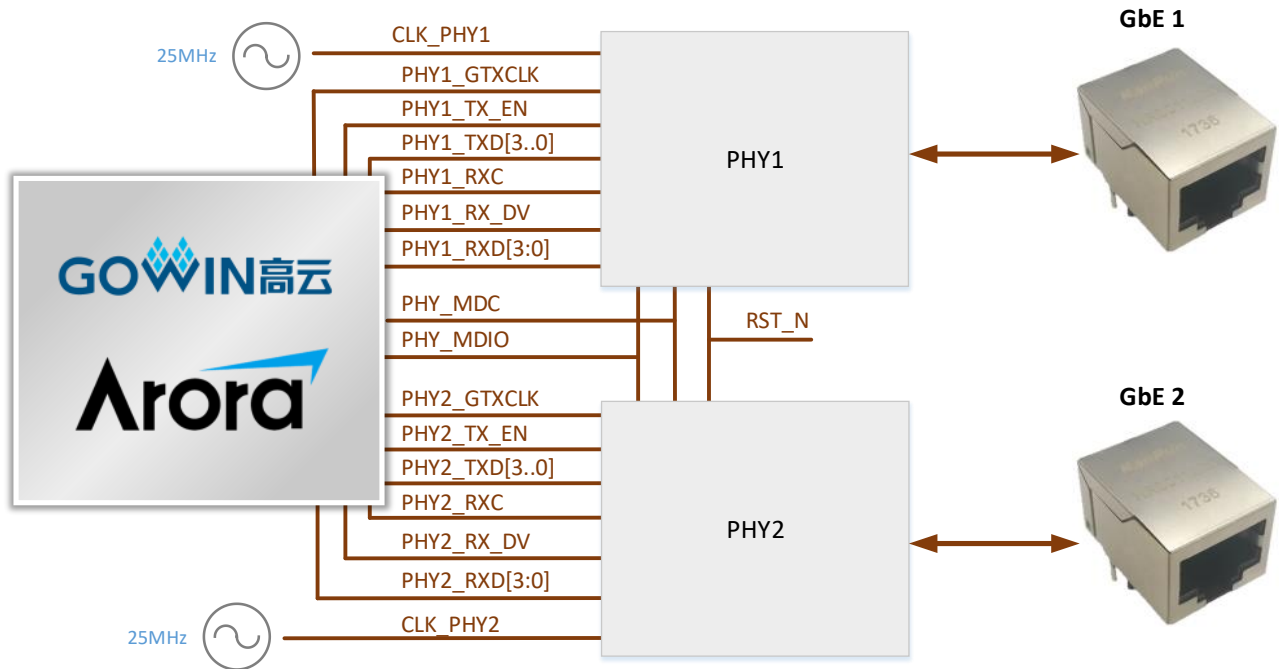 GbE 1
CLK_PHY1
25MHz
PHY1_GTXCLK
PHY1_TX_EN
PHY1_TXD[3..0]
PHY1_RXC
PHY1_RX_DV
PHY1_RXD[3:0]
PHY1
1736
GOWIN高云
Arora
PHY_MDC
PHY_MDIO
RST_N
PHY2_GTXCLK
PHY2_TX_EN
PHY2_TXD[3..0]
PHY2_RXC
PHY2_RX_DV
PHY2_RXD[3:0]
PHY2
GbE 2
1736
CLK_PHY2
25MHz